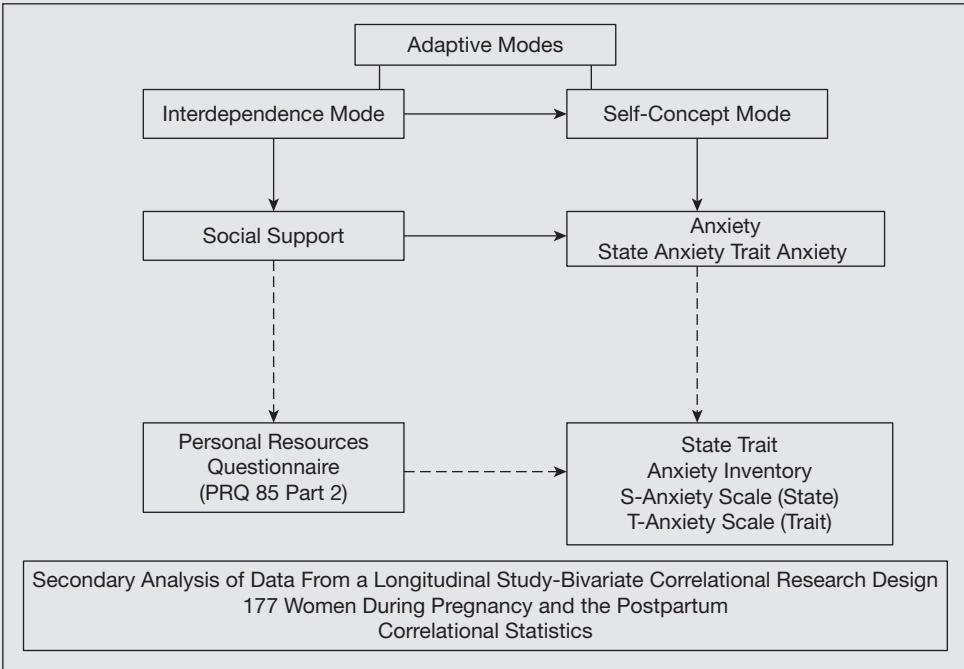 Adaptive Modes
Interdependence Mode
Self-Concept Mode
Social Support
Anxiety
State Anxiety Trait Anxiety
Personal Resources
Questionnaire
(PRQ 85 Part 2)
State Trait
Anxiety Inventory
S-Anxiety Scale (State)
T-Anxiety Scale (Trait)
Secondary Analysis of Data From a Longitudinal Study-Bivariate Correlational Research Design
177 Women During Pregnancy and the Postpartum
Correlational Statistics